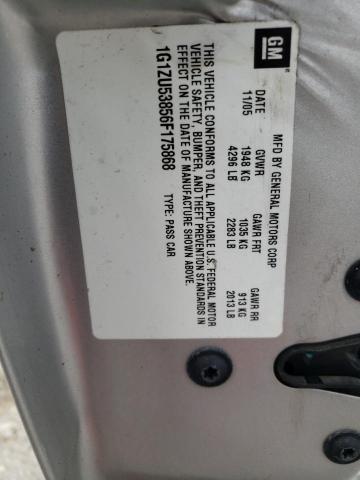 GM
MFD BY GENERAL MOTORS CORP
DATE GVWR GAWR FRT GAWR RR
11/05 1948 KG 1035 KG 913 KG
4296 LB 2283 LB 2013 LB
THIS VEHICLE CONFORMS TO ALL APPLICABLE U.S. FEDERAL MOTOR
VEHICLE SAFETY, BUMPER, AND THEFT PREVENTION STANDARDS IN
EFFECT ON THE DATE OF MANUFACTURE SHOWN ABOVE.
1G1ZU53856F175868 TYPE: PASS CAR